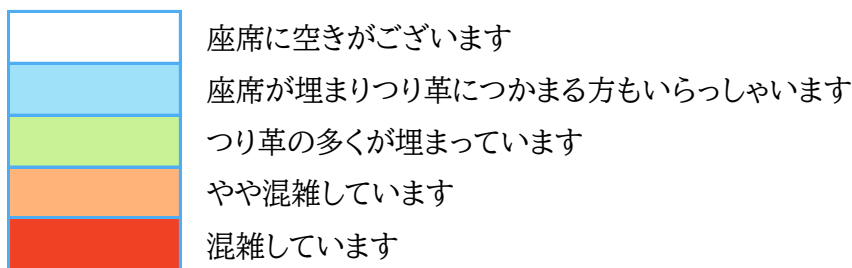 座席に空きがございます
座席が埋まりつり革につかまる方もいらっしゃいます
つり革の多くが埋まっています
やや混雑しています
混雑しています